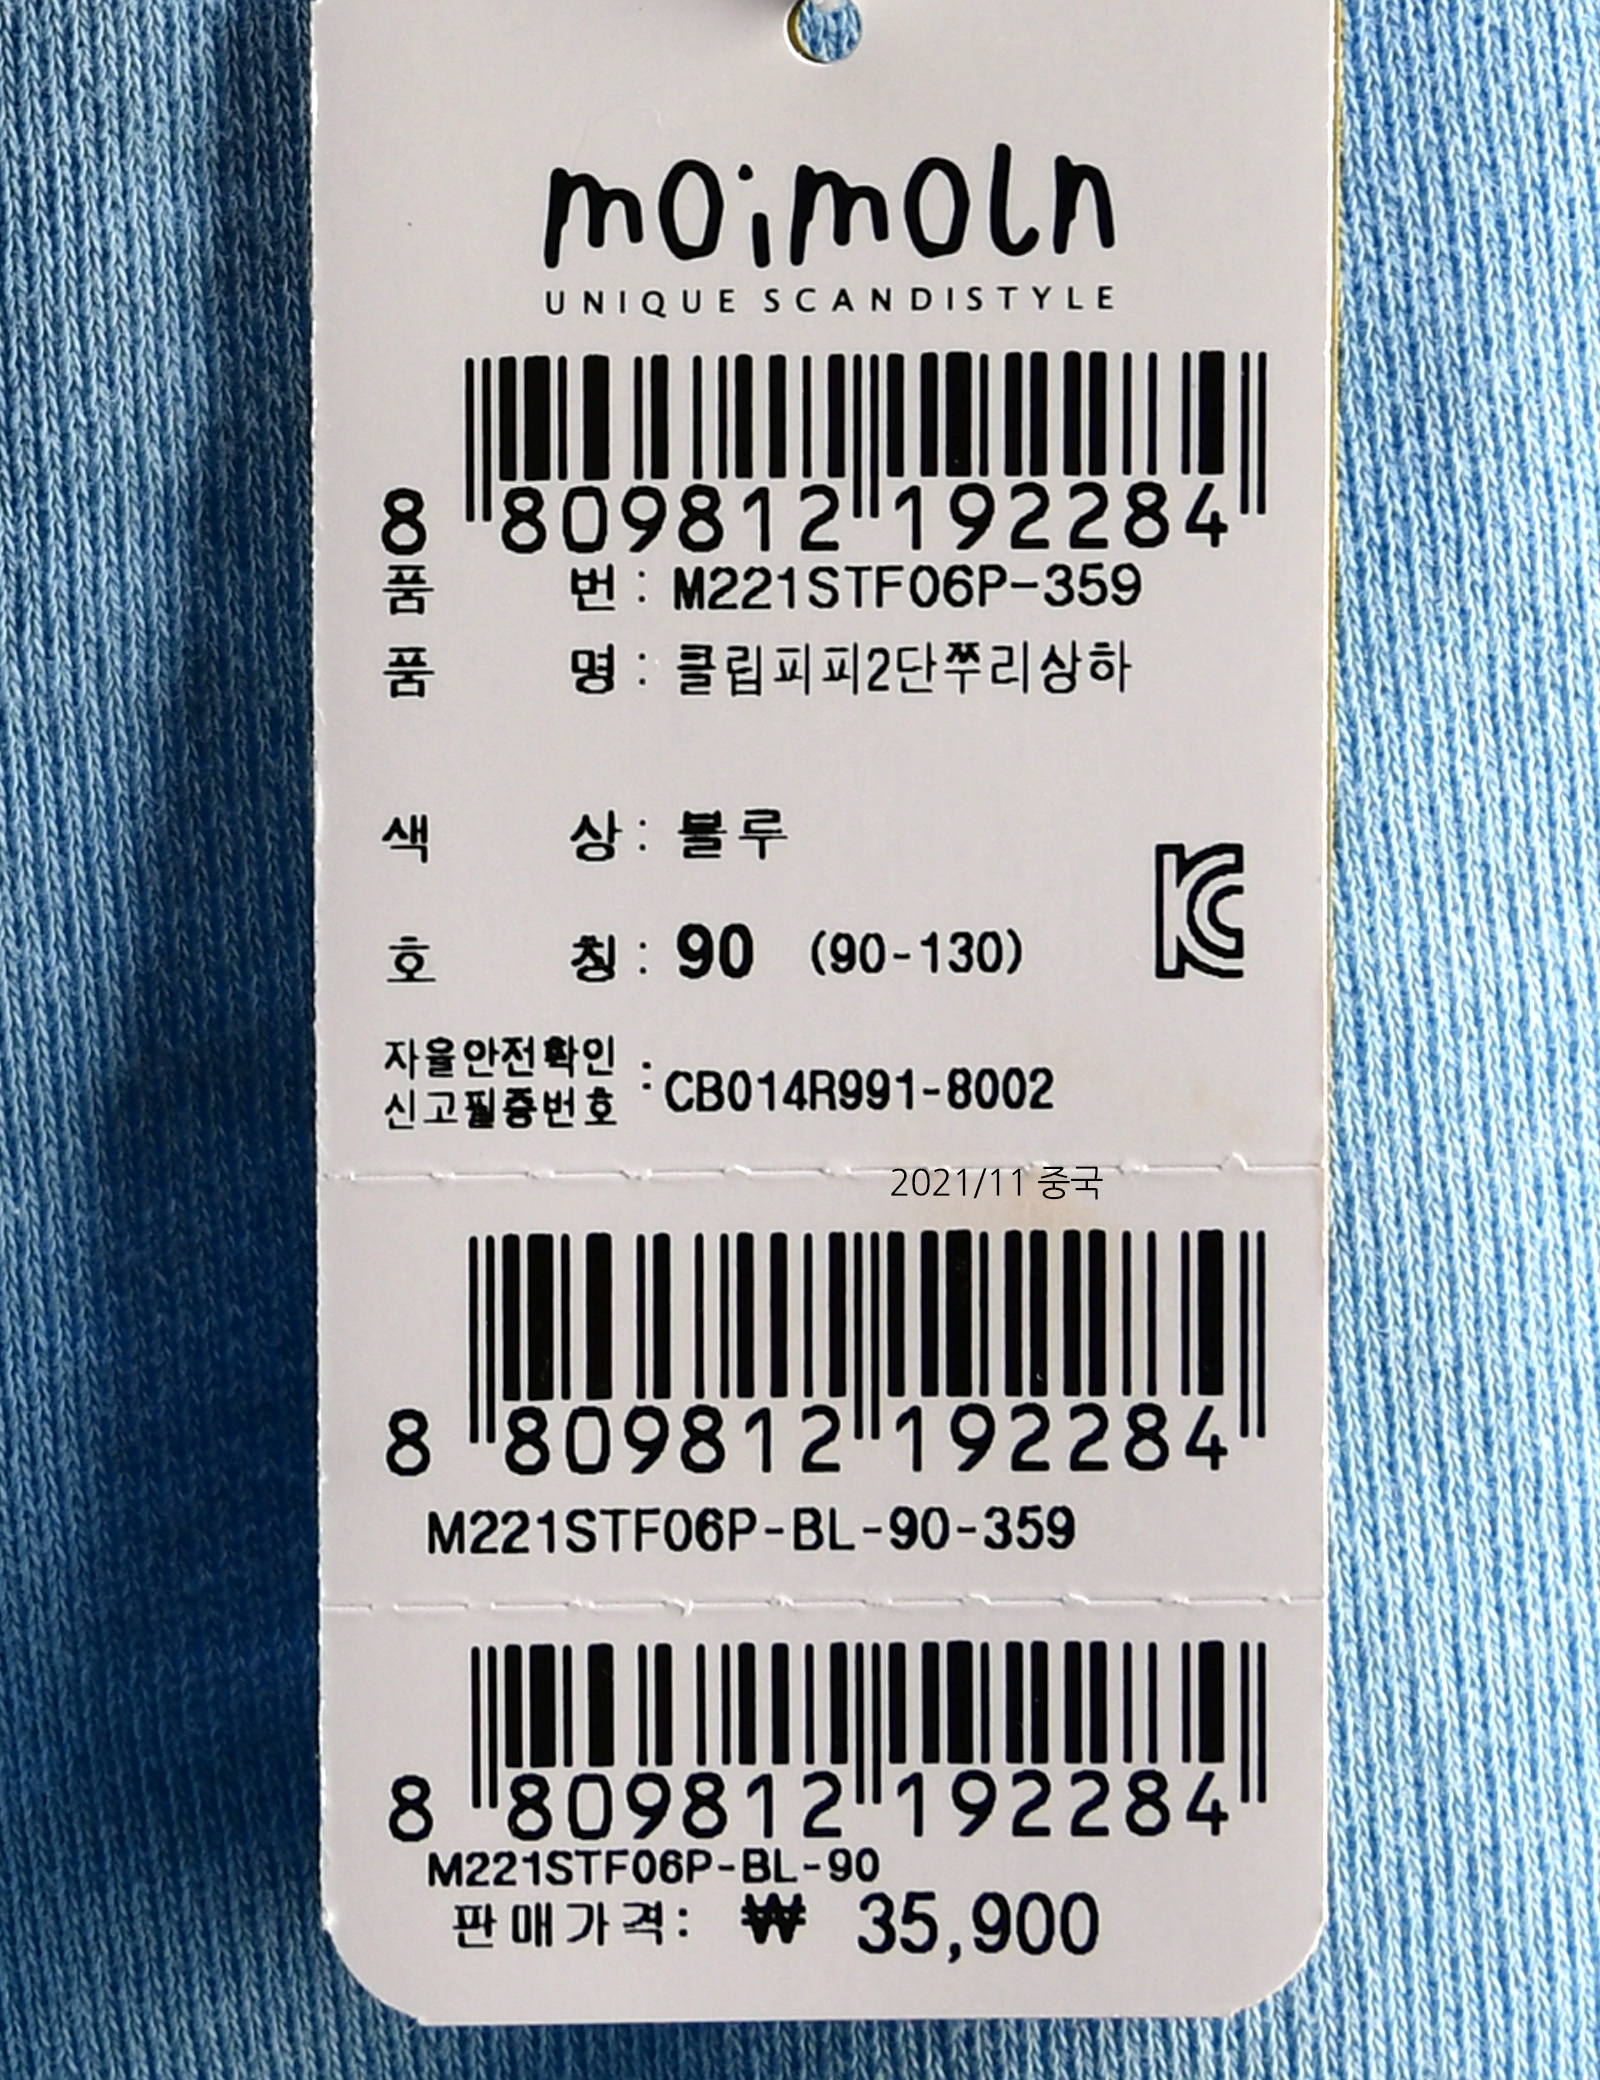 moimoln
UNIQUE SCANDISTYLE
8 809812 192284
품 번 : M221STF06P-359
품 명 : 클립피피2단쭈리상하
색 상 : 블루
호 칭 : 90 (90-130)
자율안전확인
신고필증번호 : CB014R991-8002
2021/11 중국
8 809812 192284
M221STF06P-BL-90-359
8 809812 192284
M221STF06P-BL-90
판매가격: ₩ 35,900